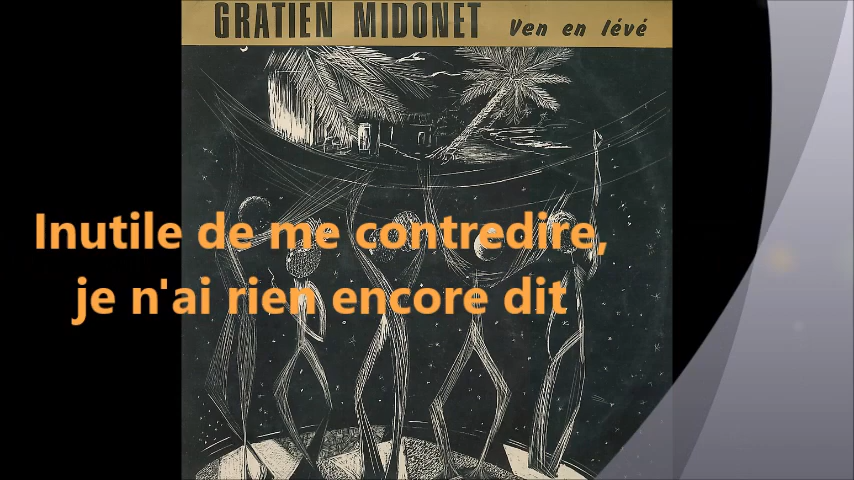 GRATIEN MIDONET Ven en lévé
Inutile de me contredire,
je n'ai rien encore dit